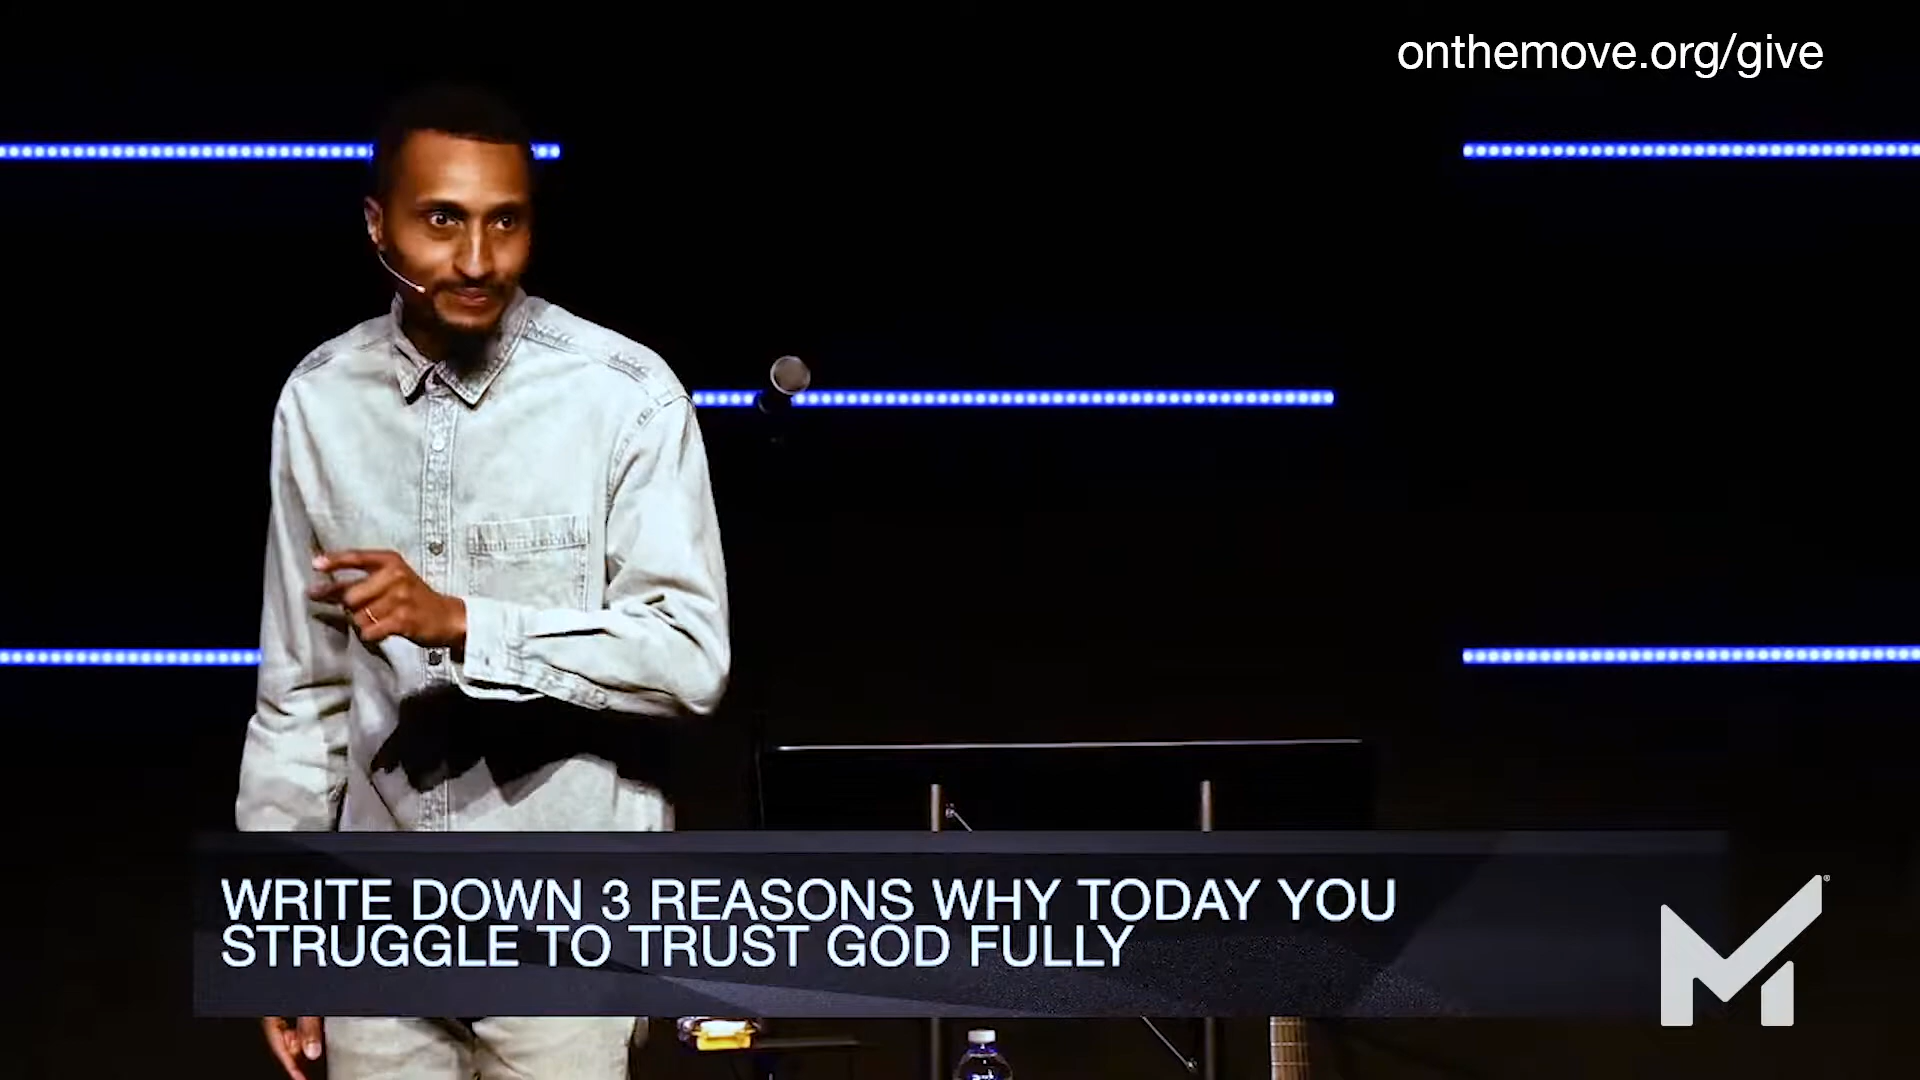 onthemove.org/give
WRITE DOWN 3 REASONS WHY TODAY YOU
STRUGGLE TO TRUST GOD FULLY